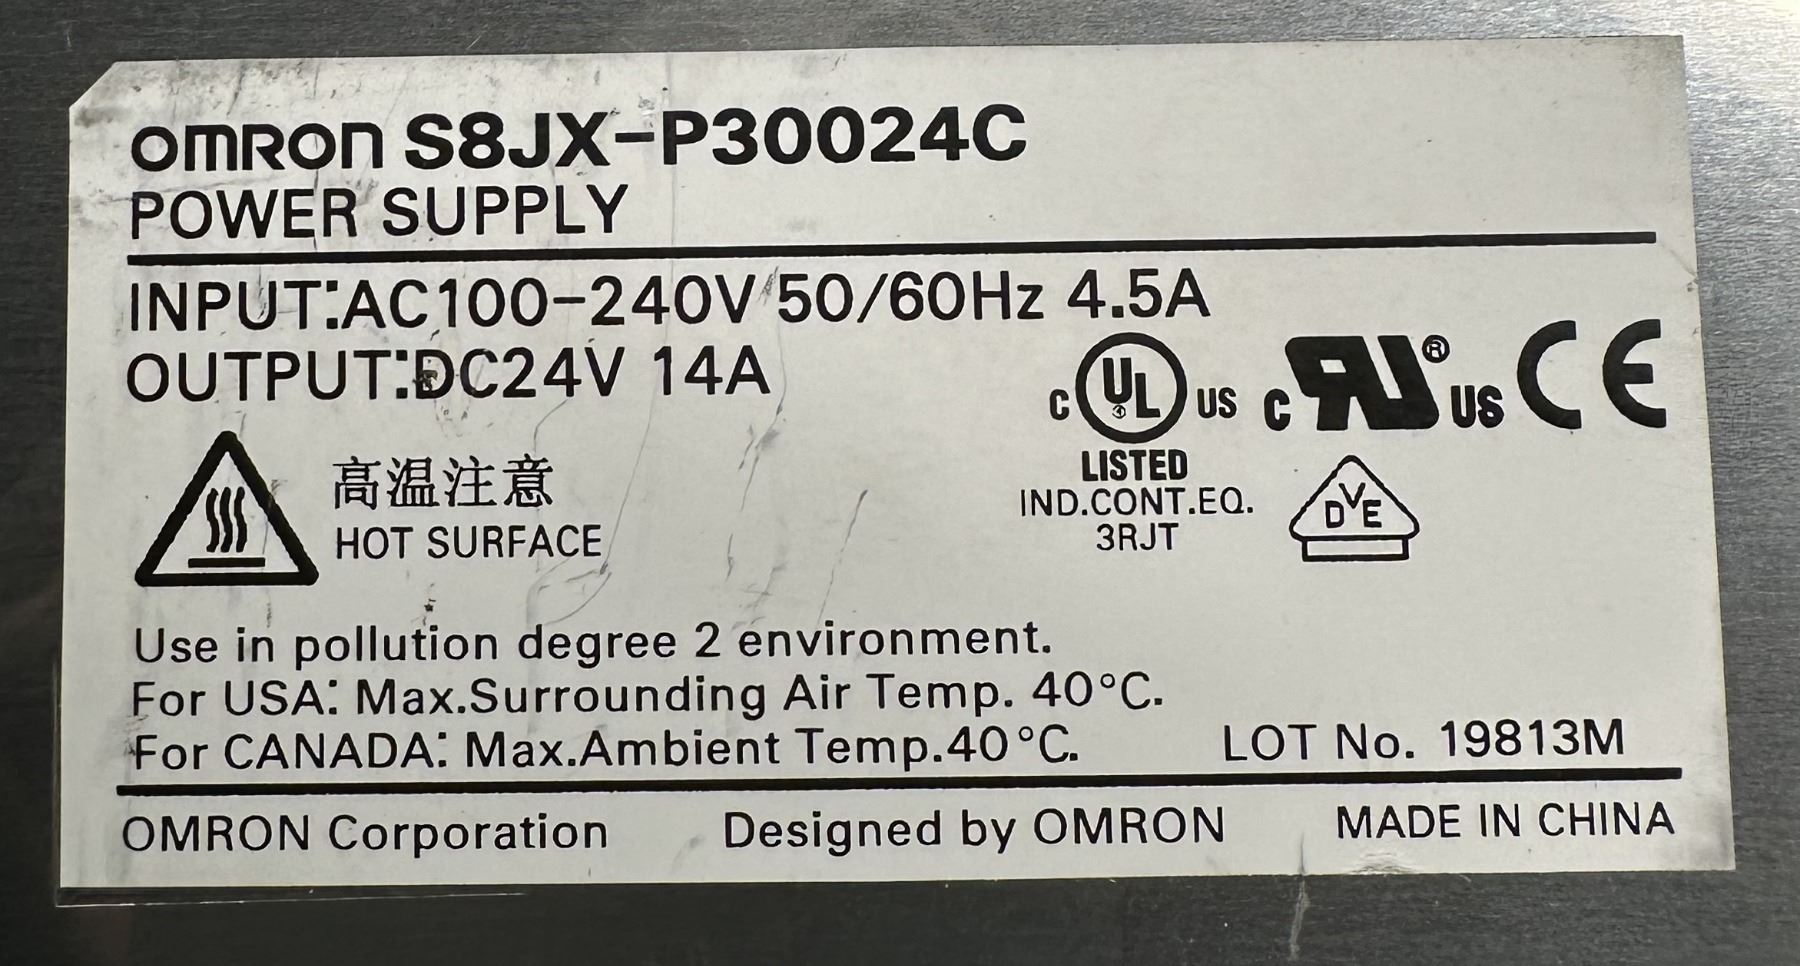 OMRON S8JX-P30024C
POWER SUPPLY
INPUT:AC100-240V 50/60Hz 4.5A
OUTPUT:DC24V 14A
C UL US C RU® US CE
LISTED
IND.CONT.EQ.
3RJT
DVE
高温注意
HOT SURFACE
Use in pollution degree 2 environment.
For USA: Max.Surrounding Air Temp. 40°C.
For CANADA: Max.Ambient Temp.40°C.
LOT No. 19813M
OMRON Corporation Designed by OMRON MADE IN CHINA